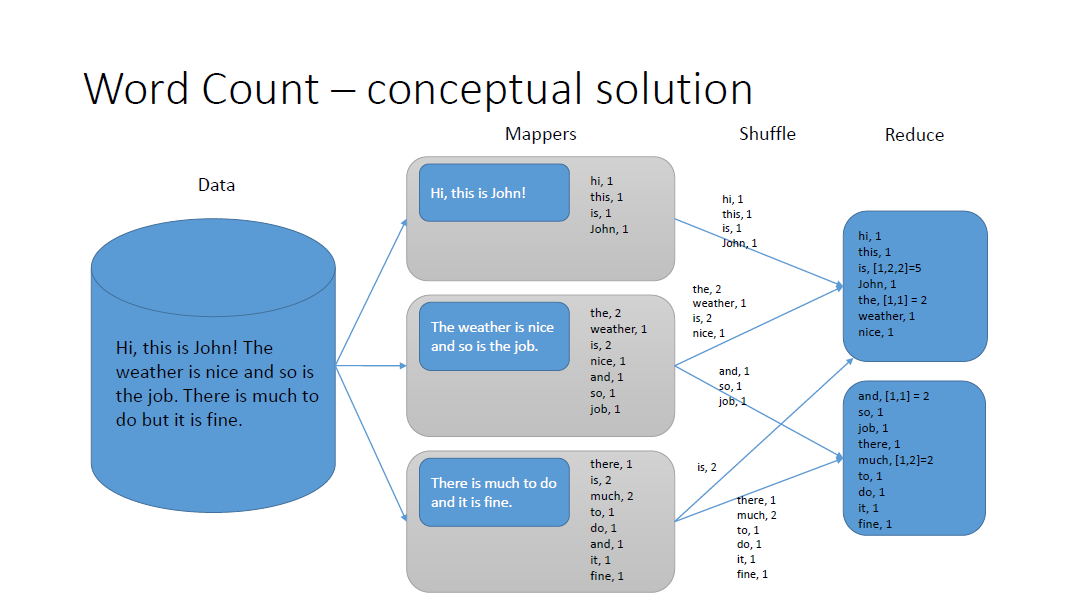 Word Count – conceptual solution
Mappers
Shuffle
Reduce
Data
Hi, this is John! The
weather is nice and so is
the job. There is much to
do but it is fine.
Hi, this is John!
hi, 1
this, 1
is, 1
John, 1
The weather is nice
and so is the job.
the, 2
weather, 1
is, 2
nice, 1
and, 1
so, 1
job, 1
There is much to do
and it is fine.
there, 1
is, 2
much, 2
to, 1
do, 1
and, 1
it, 1
fine, 1
hi, 1
this, 1
is, 1
John, 1
the, 2
weather, 1
is, 2
nice, 1
and, 1
so, 1
job, 1
is, 2
there, 1
much, 2
to, 1
do, 1
it, 1
fine, 1
hi, 1
this, 1
is, [1,2,2]=5
John, 1
the, [1,1] = 2
weather, 1
nice, 1
and, [1,1] = 2
so, 1
job, 1
there, 1
much, [1,2]=2
to, 1
do, 1
it, 1
fine, 1